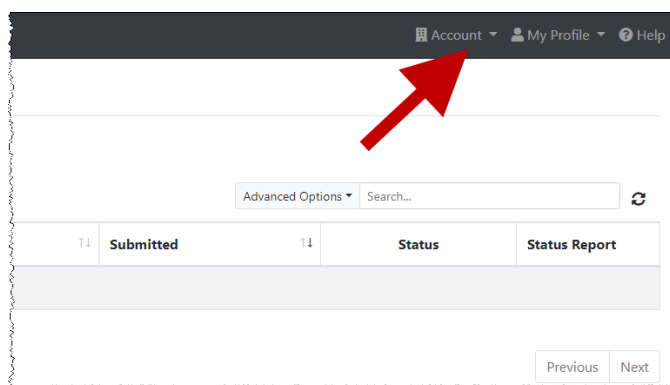 Account My Profile Help
Advanced Options Search...
Submitted Status Status Report
Previous Next